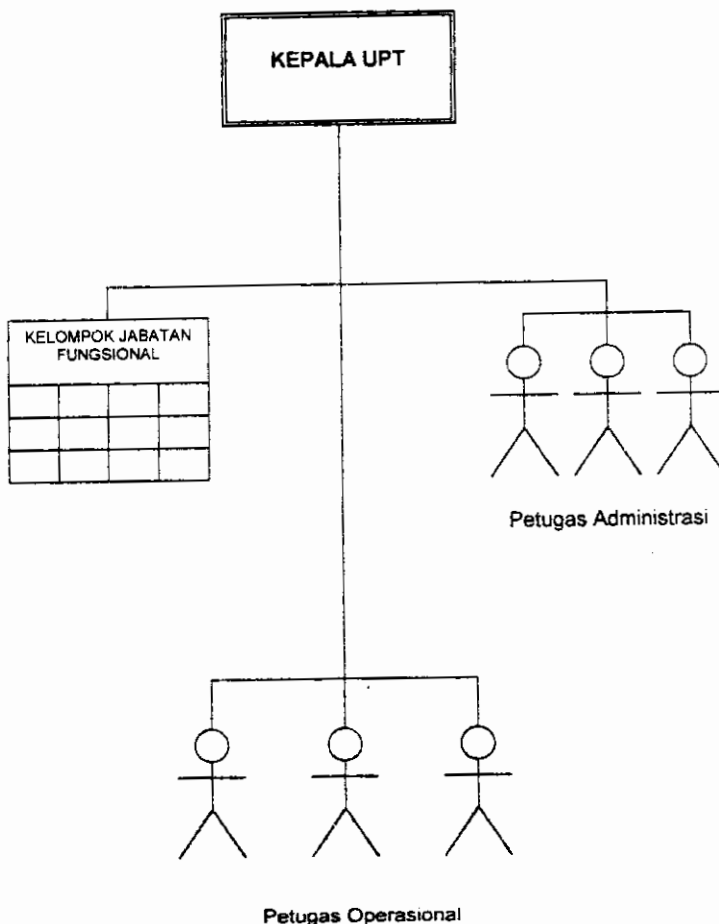 KEPALA UPT
KELOMPOK JABATAN
FUNGSIONAL
Petugas Administrasi
Petugas Operasional